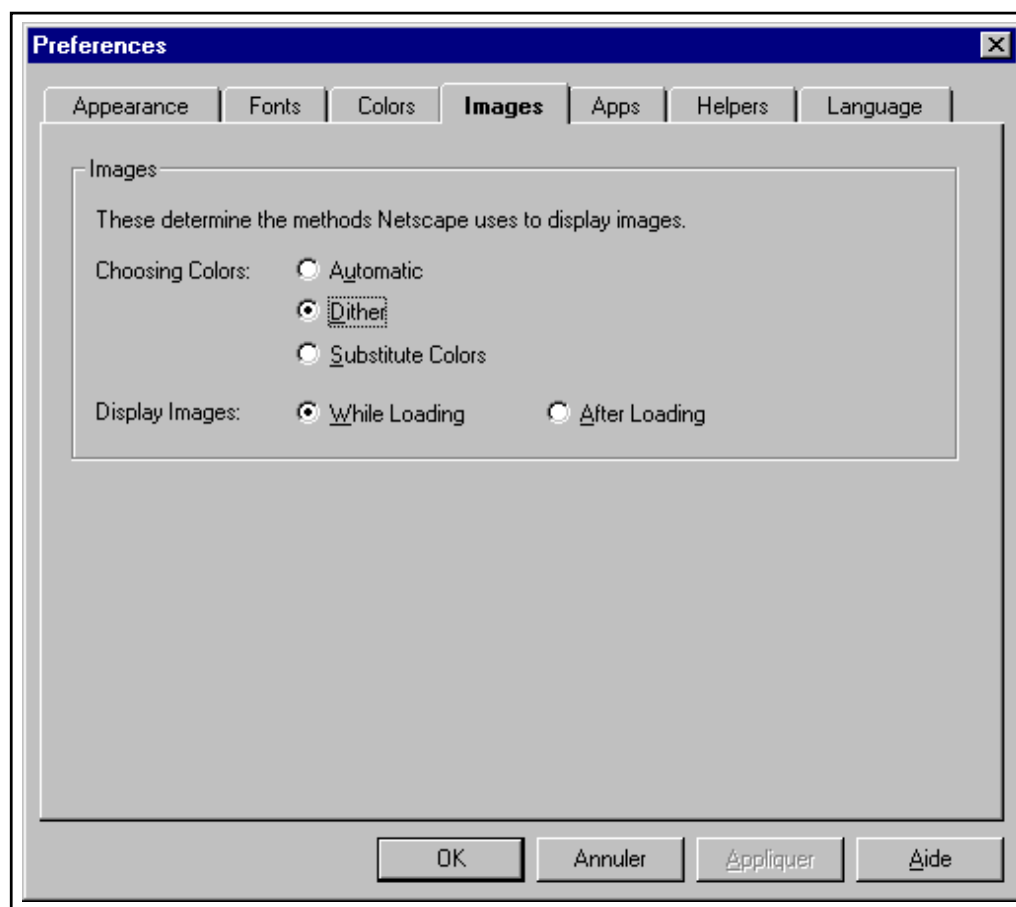 Preferences
Appearance Fonts Colors Images Apps Helpers Language
Images
These determine the methods Netscape uses to display images.
Choosing Colors: Automatic
Dither
Substitute Colors
Display Images: While Loading After Loading
OK Annuler Appliquer Aide